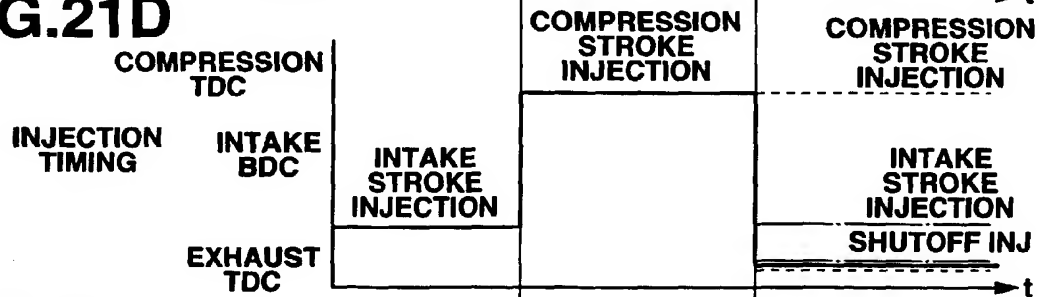 G.21D
COMPRESSION
TDC
INJECTION
TIMING
INTAKE
BDC
EXHAUST
TDC
INTAKE
STROKE
INJECTION
COMPRESSION
STROKE
INJECTION
COMPRESSION
STROKE
INJECTION
INTAKE
STROKE
INJECTION
SHUTOFF INJ
t